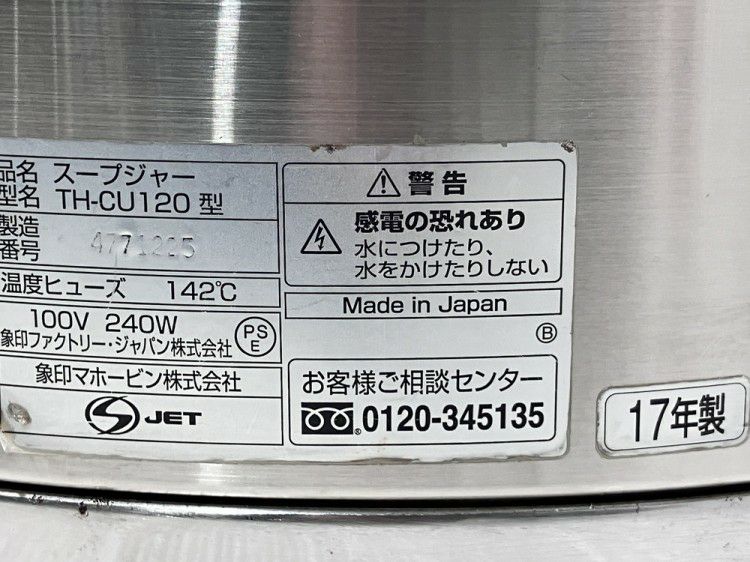 品名 スープジャー
型名 TH-CU120 型
製造
番号
温度ヒューズ 142℃
100V 240W
PS
E
象印ファクトリー・ジャパン株式会社
象印マホービン株式会社
S JET
警告
感電の恐れあり
水につけたり、
水をかけたりしない
Made in Japan
B
お客様ご相談センター
0120-345135
17年製